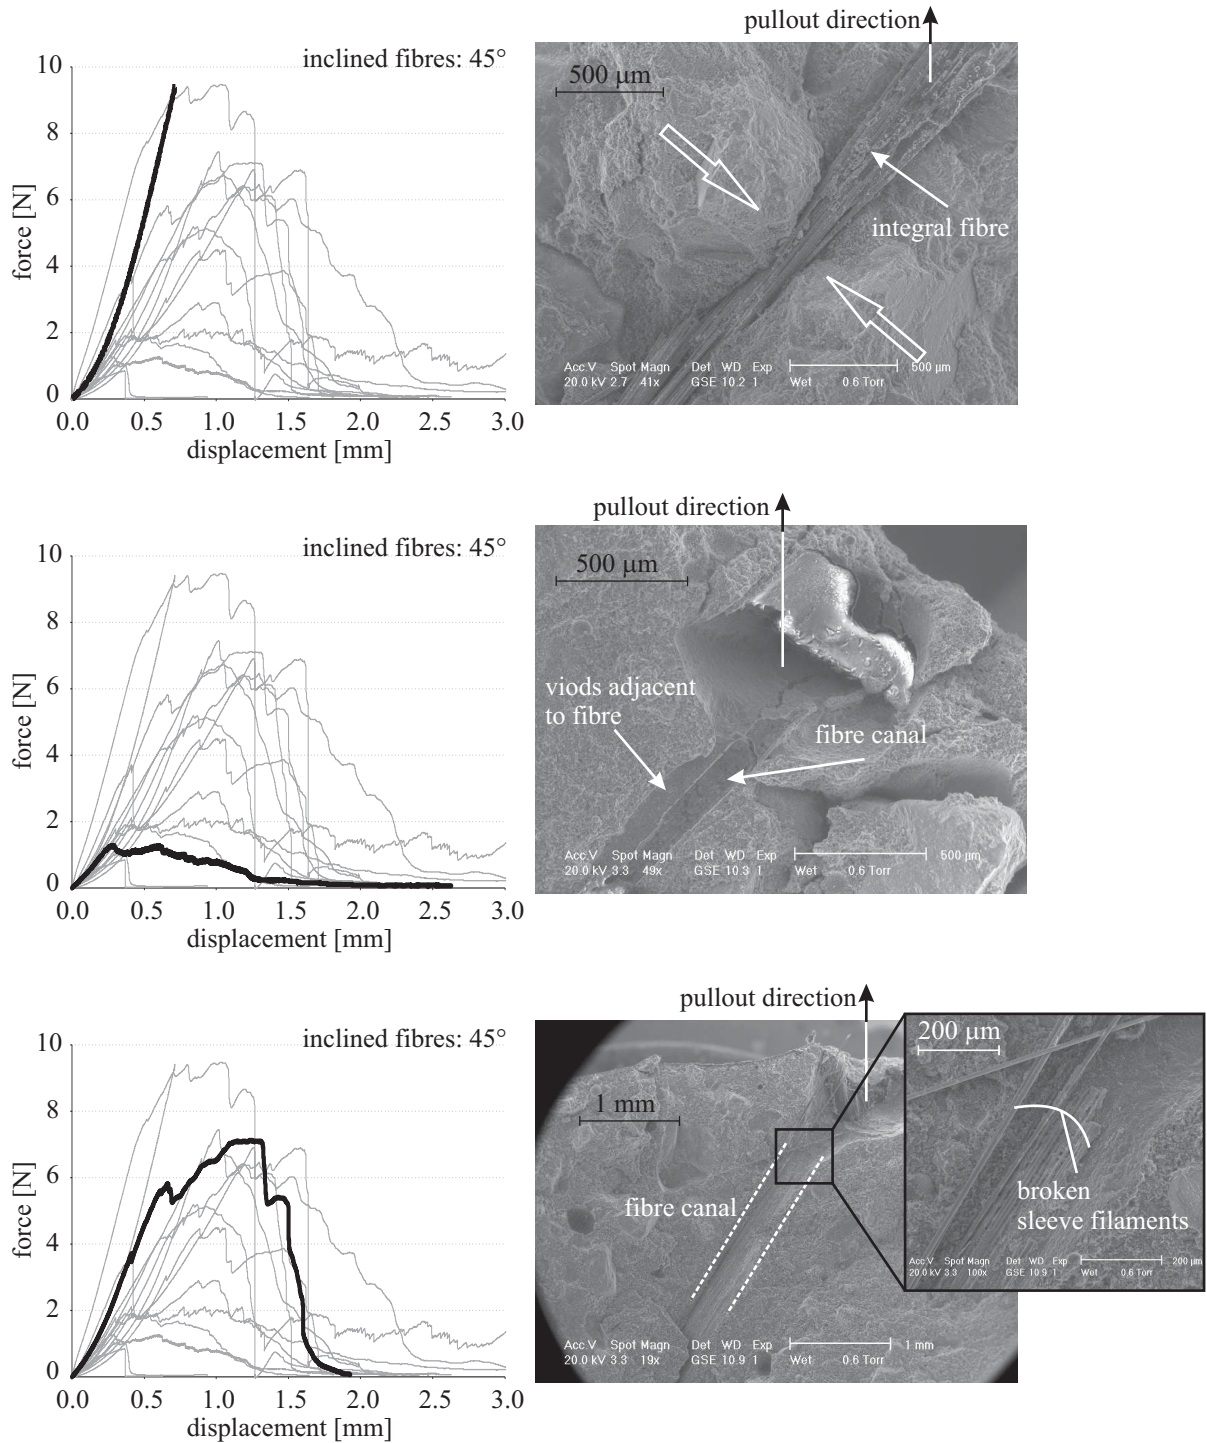 pullout direction
inclined fibres: 45°
10
8
6
4
2
0
force [N]
0.0 0.5 1.0 1.5 2.0 2.5 3.0
displacement [mm]
500 μm
integral fibre
Acc.V Spot Magn Det WD Exp 500 μm
20.0 kV 2.7 41x GSE 10.2 1 Wet 0.6 Torr
pullout direction
inclined fibres: 45°
10
8
6
4
2
0
force [N]
0.0 0.5 1.0 1.5 2.0 2.5 3.0
displacement [mm]
500 μm
viods adjacent
to fibre
fibre canal
Acc.V Spot Magn Det WD Exp 500 μm
20.0 kV 3.3 49x GSE 10.3 1 Wet 0.6 Torr
pullout direction
inclined fibres: 45°
10
8
6
4
2
0
force [N]
0.0 0.5 1.0 1.5 2.0 2.5 3.0
displacement [mm]
1 mm
fibre canal
Acc.V Spot Magn Det WD Exp 1 mm
20.0 kV 3.3 19x GSE 10.9 1 Wet 0.6 Torr
200 μm
broken
sleeve filaments
Acc.V Spot Magn Det WD Exp 200 μm
20.0 kV 3.3 100x GSE 10.9 1 Wet 0.6 Torr